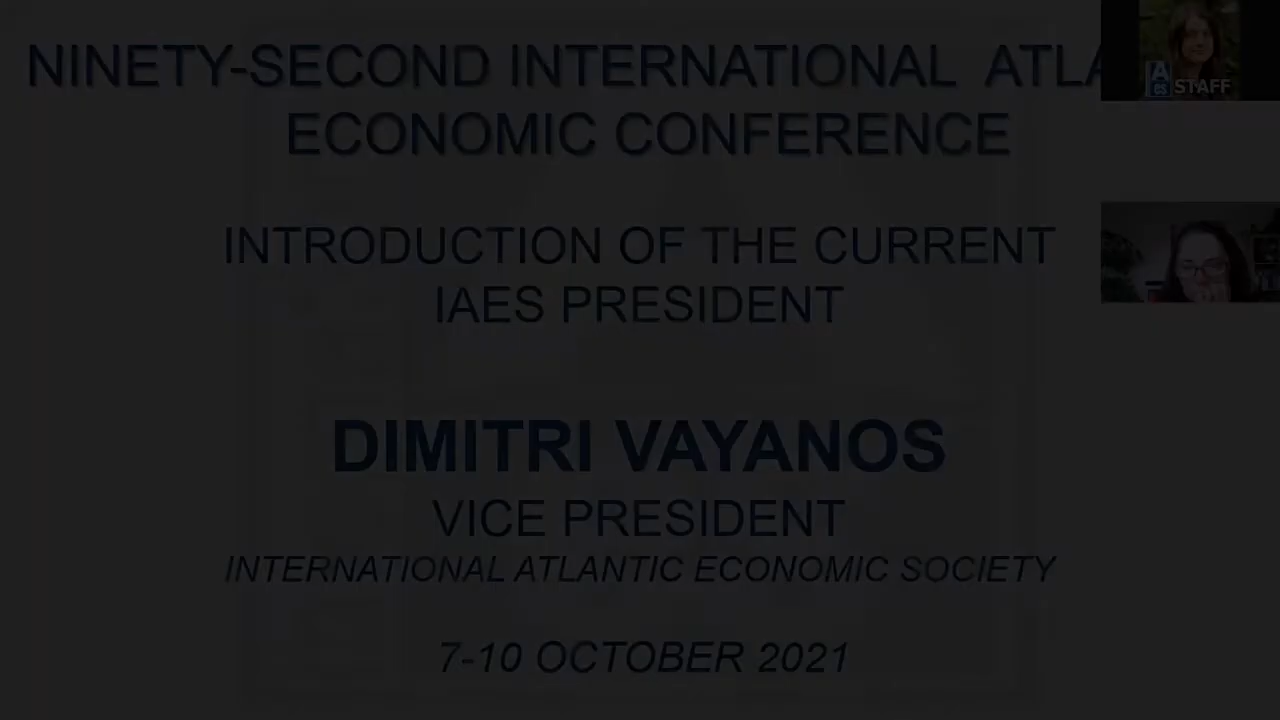 NINETY-SECOND INTERNATIONAL ATLA
ECONOMIC CONFERENCE
INTRODUCTION OF THE CURRENT
IAES PRESIDENT
DIMITRI VAYANOS
VICE PRESIDENT
INTERNATIONAL ATLANTIC ECONOMIC SOCIETY
7-10 OCTOBER 2021
A
STAFF